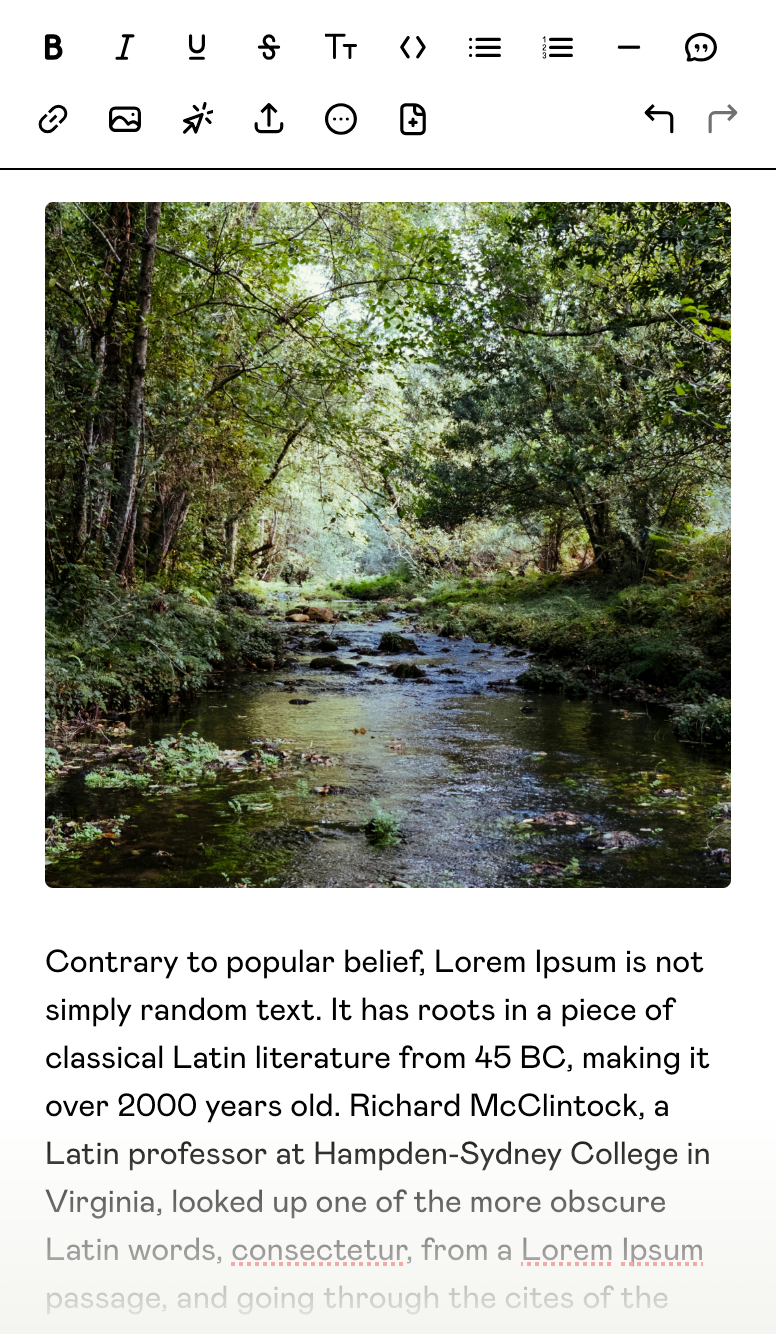 B I U S TT
Contrary to popular belief, Lorem Ipsum is not
simply random text. It has roots in a piece of
classical Latin literature from 45 BC, making it
over 2000 years old. Richard McClintock, a
Latin professor at Hampden-Sydney College in
Virginia, looked up one of the more obscure
Latin words, consectetur, from a Lorem Ipsum
passage, and going through the cites of the